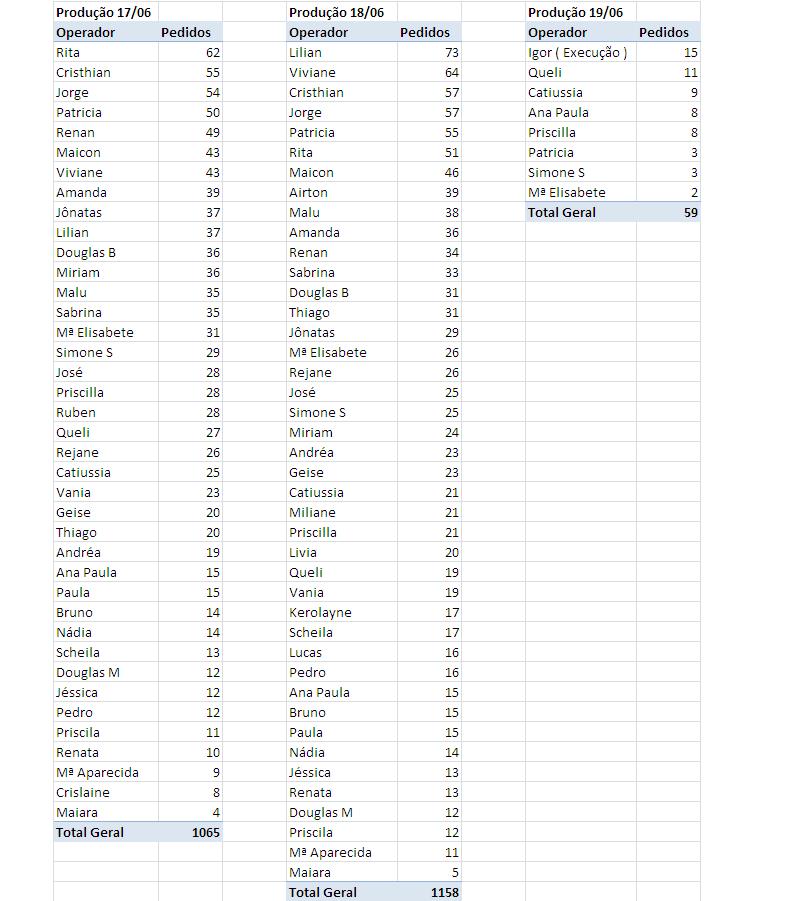 Produção 17/06 Produção 18/06 Produção 19/06
Operador Pedidos Operador Pedidos Operador Pedidos
Rita 62 Lilian 73 Igor ( Execução ) 15
Cristhian 55 Viviane 64 Queli 11
Jorge 54 Cristhian 57 Catiussia 9
Patricia 50 Jorge 57 Ana Paula 8
Renan 49 Patricia 55 Priscilla 8
Maicon 43 Rita 51 Patricia 3
Viviane 43 Maicon 46 Simone S 3
Amanda 39 Airton 39 Mª Elisabete 2
Jônatas 37 Malu 38 Total Geral 59
Lilian 37 Amanda 36
Douglas B 36 Renan 34
Miriam 36 Sabrina 33
Malu 35 Douglas B 31
Sabrina 35 Thiago 31
Mª Elisabete 31 Jônatas 29
Simone S 29 Mª Elisabete 26
José 28 Rejane 26
Priscilla 28 José 25
Ruben 28 Simone S 25
Queli 27 Miriam 24
Rejane 26 Andréa 23
Catiussia 25 Geise 23
Vania 23 Catiussia 21
Geise 20 Miliane 21
Thiago 20 Priscilla 21
Andréa 19 Livia 20
Ana Paula 15 Queli 19
Paula 15 Vania 19
Bruno 14 Kerolayne 17
Nádia 14 Scheila 17
Scheila 13 Lucas 16
Douglas M 12 Pedro 16
Jéssica 12 Ana Paula 15
Pedro 12 Bruno 15
Priscila 11 Paula 15
Renata 10 Nádia 14
Mª Aparecida 9 Jéssica 13
Crislaine 8 Renata 13
Maiara 4 Douglas M 12
Total Geral 1065 Priscila 12
Mª Aparecida 11
Maiara 5
Total Geral 1158